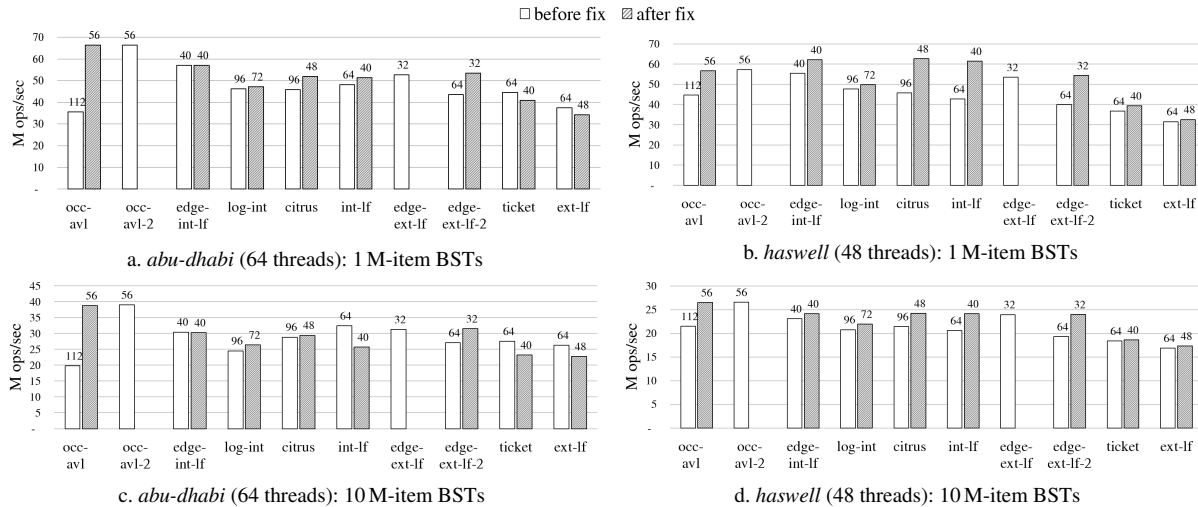 before fix after fix
M ops/sec
70
60
50
40
30
20
10
-
112 56 56 40 40 96 72 96 48 64 40 32 64 32 64 40 64 48
occ- occ- edge- log-int citrus int-lf edge- edge- ticket ext-lf
avl avl-2 int-lf ext-lf ext-lf-2
a. abu-dhabi (64 threads): 1 M-item BSTs
M ops/sec
70
60
50
40
30
20
10
-
112 56 56 40 40 96 72 96 48 64 40 32 64 32 64 40 64 48
occ- occ- edge- log-int citrus int-lf edge- edge- ticket ext-lf
avl avl-2 int-lf ext-lf ext-lf-2
b. haswell (48 threads): 1 M-item BSTs
M ops/sec
45
40
35
30
25
20
15
10
5
-
112 56 56 40 40 96 72 96 48 64 40 32 64 32 64 40 64 48
occ- occ- edge- log-int citrus int-lf edge- edge- ticket ext-lf
avl avl-2 int-lf ext-lf ext-lf-2
c. abu-dhabi (64 threads): 10 M-item BSTs
M ops/sec
30
25
20
15
10
5
-
112 56 56 40 40 96 72 96 48 64 40 32 64 32 64 40 64 48
occ- occ- edge- log-int citrus int-lf edge- edge- ticket ext-lf
avl avl-2 int-lf ext-lf ext-lf-2
d. haswell (48 threads): 10 M-item BSTs